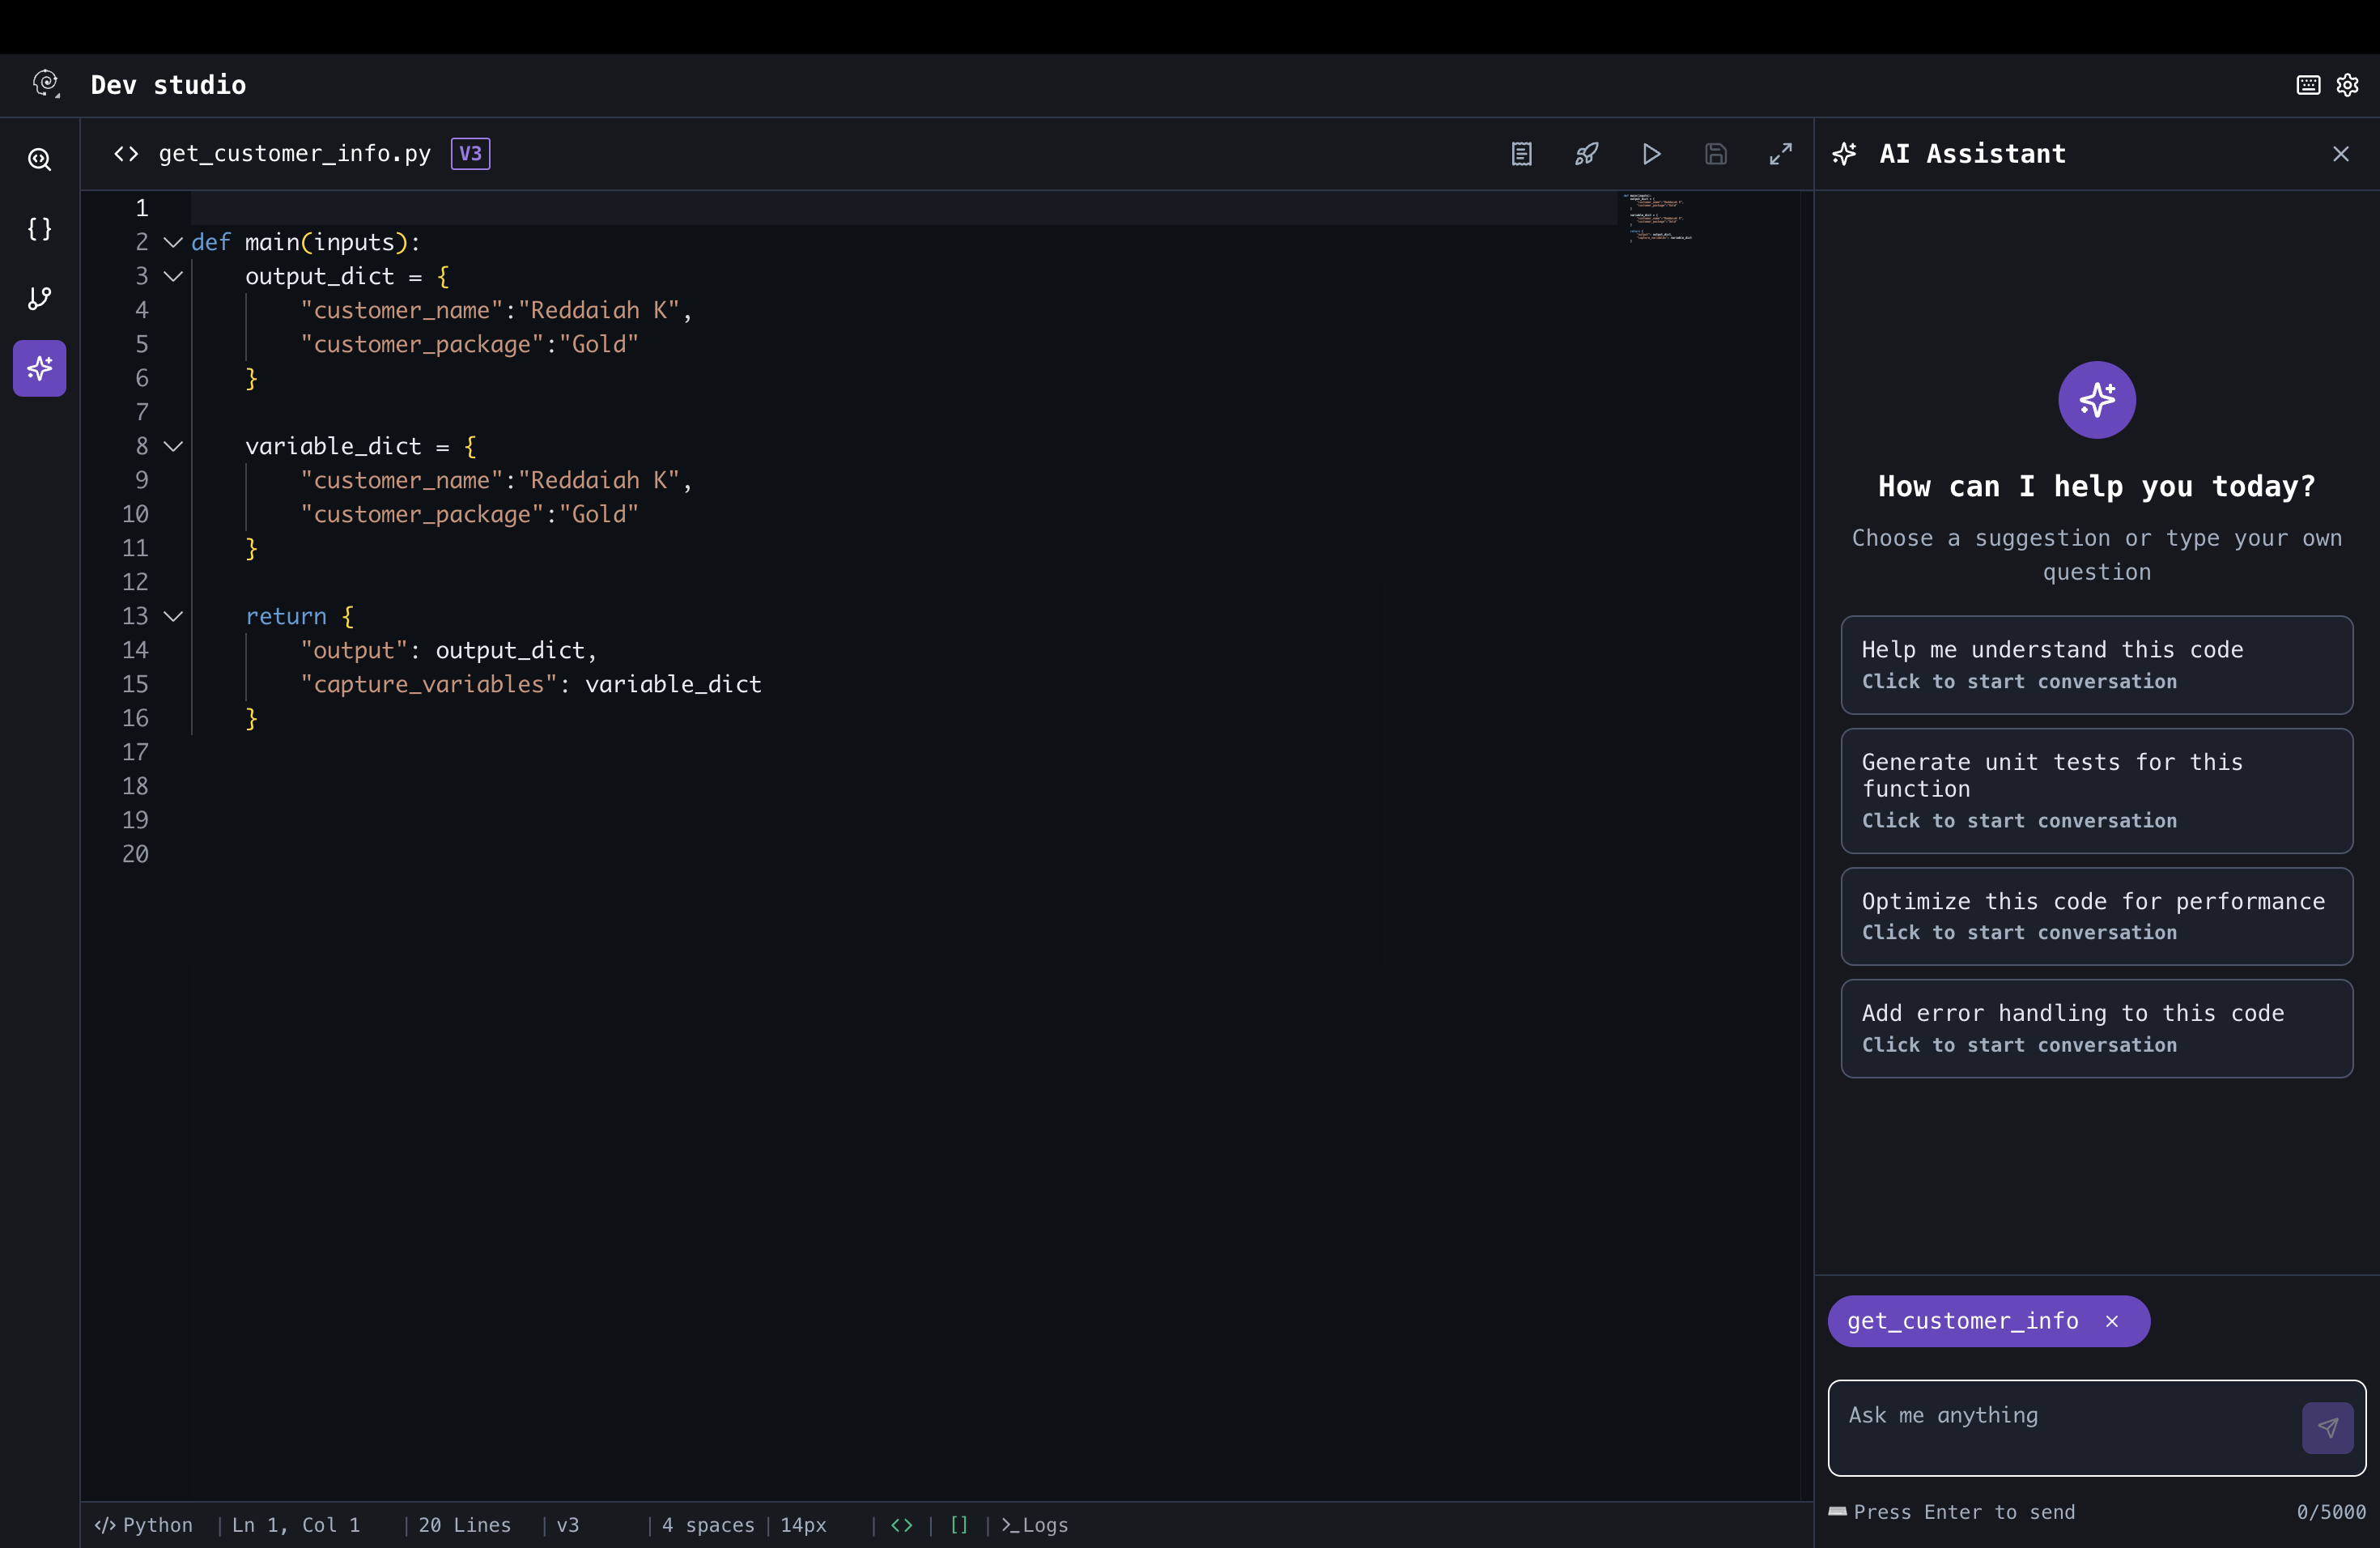 Dev studio
get_customer_info.py V3
1
2 def main(inputs):
3 output_dict = {
4 "customer_name":"Reddaiah K",
5 "customer_package":"Gold"
6 }
7
8 variable_dict = {
9 "customer_name":"Reddaiah K",
10 "customer_package":"Gold"
11 }
12
13 return {
14 "output": output_dict,
15 "capture_variables": variable_dict
16 }
17
18
19
20
Python | Ln 1, Col 1 | 20 Lines | v3 | 4 spaces | 14px | <> | [] | >_Logs
AI Assistant
How can I help you today?
Choose a suggestion or type your own
question
Help me understand this code
Click to start conversation
Generate unit tests for this
function
Click to start conversation
Optimize this code for performance
Click to start conversation
Add error handling to this code
Click to start conversation
get_customer_info
Ask me anything
Press Enter to send 0/5000